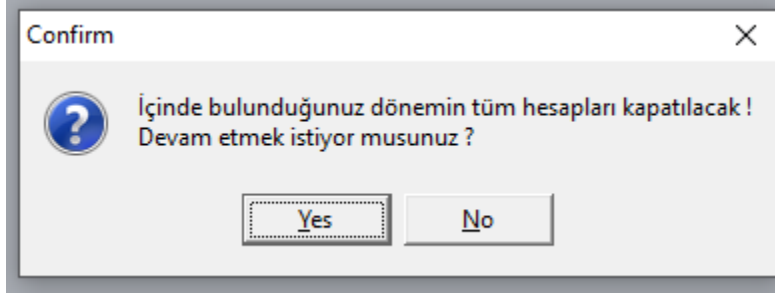 Confirm
İçinde bulunduğunuz dönemin tüm hesapları kapatılacak !
Devam etmek istiyor musunuz ?
Yes
No